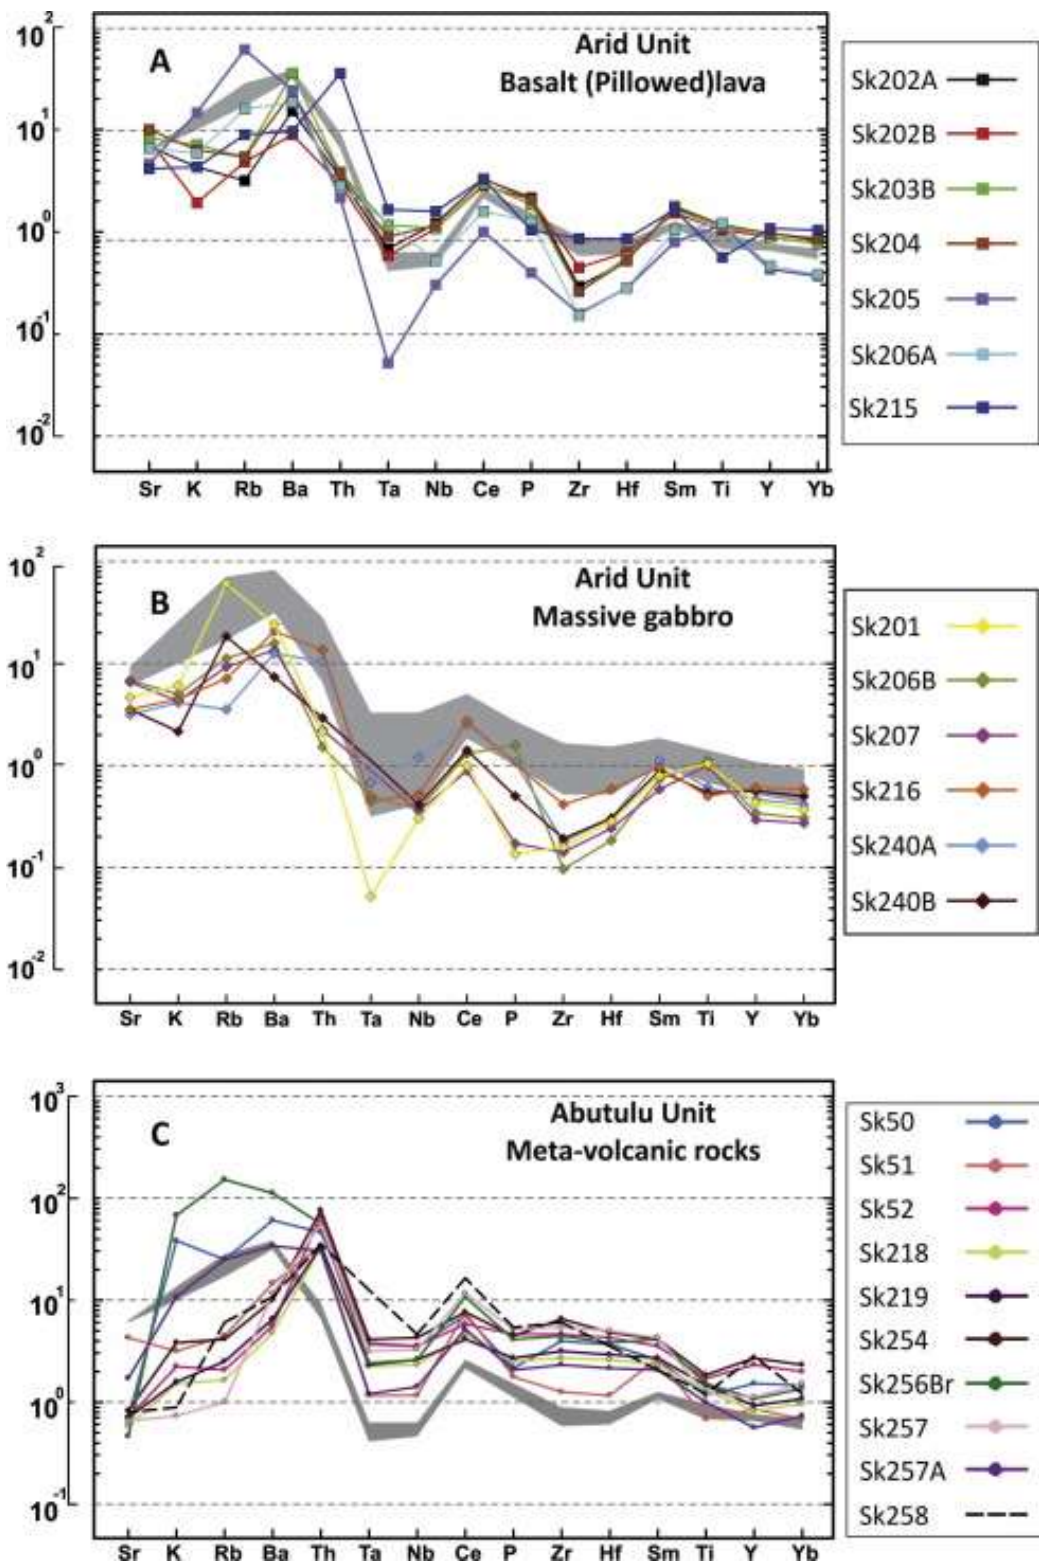 10²
A
Arid Unit
Basalt (Pillowed)lava
10¹
10⁰
10⁻¹
10⁻²
Sr K Rb Ba Th Ta Nb Ce P Zr Hf Sm Ti Y Yb
Sk202A
Sk202B
Sk203B
Sk204
Sk205
Sk206A
Sk215
10²
B
Arid Unit
Massive gabbro
10¹
10⁰
10⁻¹
10⁻²
Sr K Rb Ba Th Ta Nb Ce P Zr Hf Sm Ti Y Yb
Sk201
Sk206B
Sk207
Sk216
Sk240A
Sk240B
10³
C
Abutulu Unit
Meta-volcanic rocks
10²
10¹
10⁰
10⁻¹
Sr K Rb Ba Th Ta Nb Ce P Zr Hf Sm Ti Y Yb
Sk50
Sk51
Sk52
Sk218
Sk219
Sk254
Sk256Br
Sk257
Sk257A
Sk258